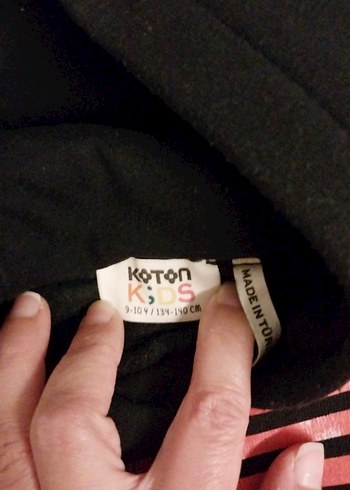 KOTON
KiDS
9-10 Y / 134-140 CM
MADE IN TÜR